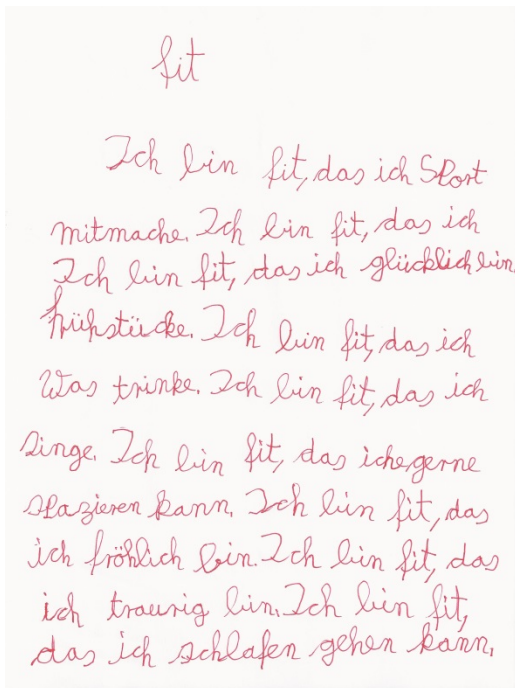 fit
Ich bin fit, das ich Sport
mitmache. Ich bin fit, das ich
Ich bin fit, das ich glücklich bin.
frühstücke. Ich bin fit, das ich
Was trinke. Ich bin fit, das ich
singe. Ich bin fit, das ich gerne
spazieren kann. Ich bin fit, das
ich fröhlich bin. Ich bin fit, das
ich traurig bin. Ich bin fit,
das ich schlafen gehen kann.